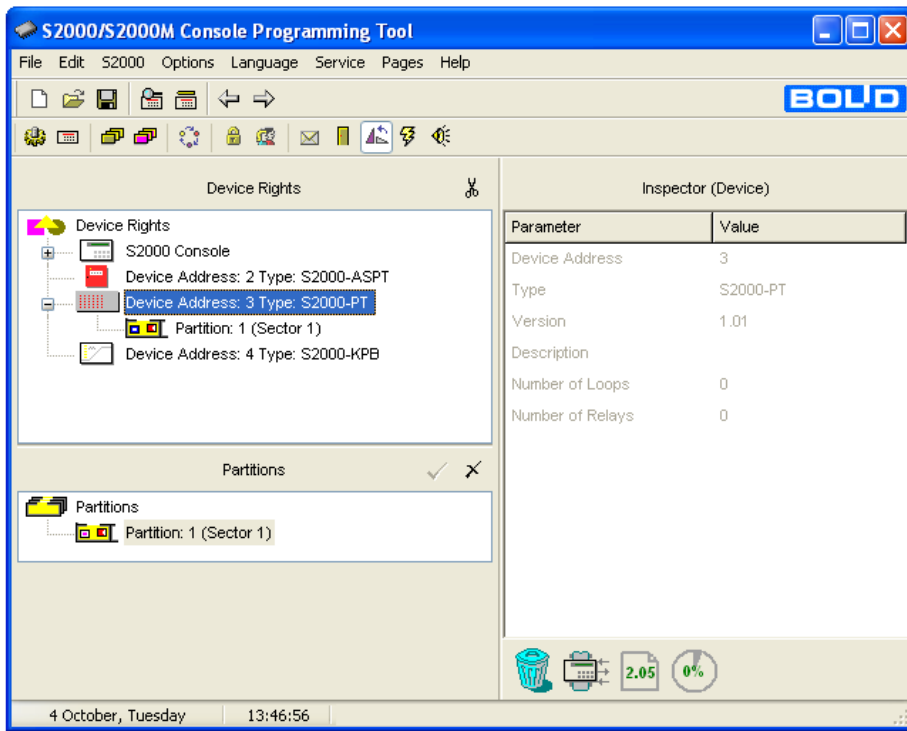 S2000/S2000M Console Programming Tool
File Edit S2000 Options Language Service Pages Help
BOLID
Device Rights
Inspector (Device)
Device Rights
S2000 Console
Device Address: 2 Type: S2000-ASPT
Device Address: 3 Type: S2000-PT
Partition: 1 (Sector 1)
Device Address: 4 Type: S2000-KPB
Parameter Value
Device Address 3
Type S2000-PT
Version 1.01
Description
Number of Loops 0
Number of Relays 0
Partitions
Partitions
Partition: 1 (Sector 1)
2.05
0%
4 October, Tuesday 13:46:56